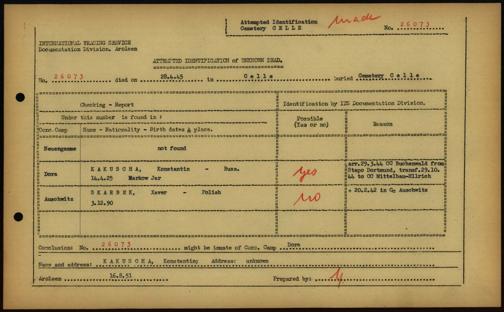 Attempted Identification made
Cemetery CELLE No. 26073
INTERNATIONAL TRACING SERVICE
Documentation Division. Arolsen
ATTEMPTED IDENTIFICATION of UNKNOWN DEAD.
No. 26073 died on 28.4.45 in Celle Buried Cemetery Celle
Checking - Report Identification by ITS Documentation Division.
Under this number is found in : Possible (Yes or no) Reason
Conc.Camp Name - Nationality - Birth dates & place.
Neuengamme not found
Dora KAKUSCHA, Konstantin - Russ. yes arr.29.3.44 CC Buchenwald from
14.4.25 Stapo Dortmund, transf.29.10.
44 to CC Mittelbau-Ellrich
Auschwitz SKARBEK, Xaver - Polish no + 20.2.42 in CC Auschwitz
3.12.90
Conclusions No. 26073 might be inmate of Conc. Camp Dora
Name and address: KAKUSCHA, Konstantin; Address: unknown
Arolsen 16.8.51 Prepared by: